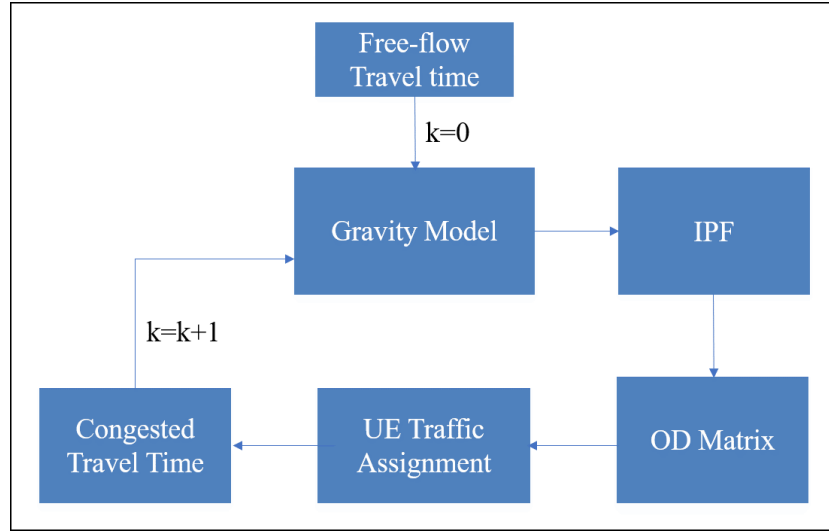 Free-flow
Travel time
k=0
Gravity Model
IPF
k=k+1
Congested
Travel Time
UE Traffic
Assignment
OD Matrix